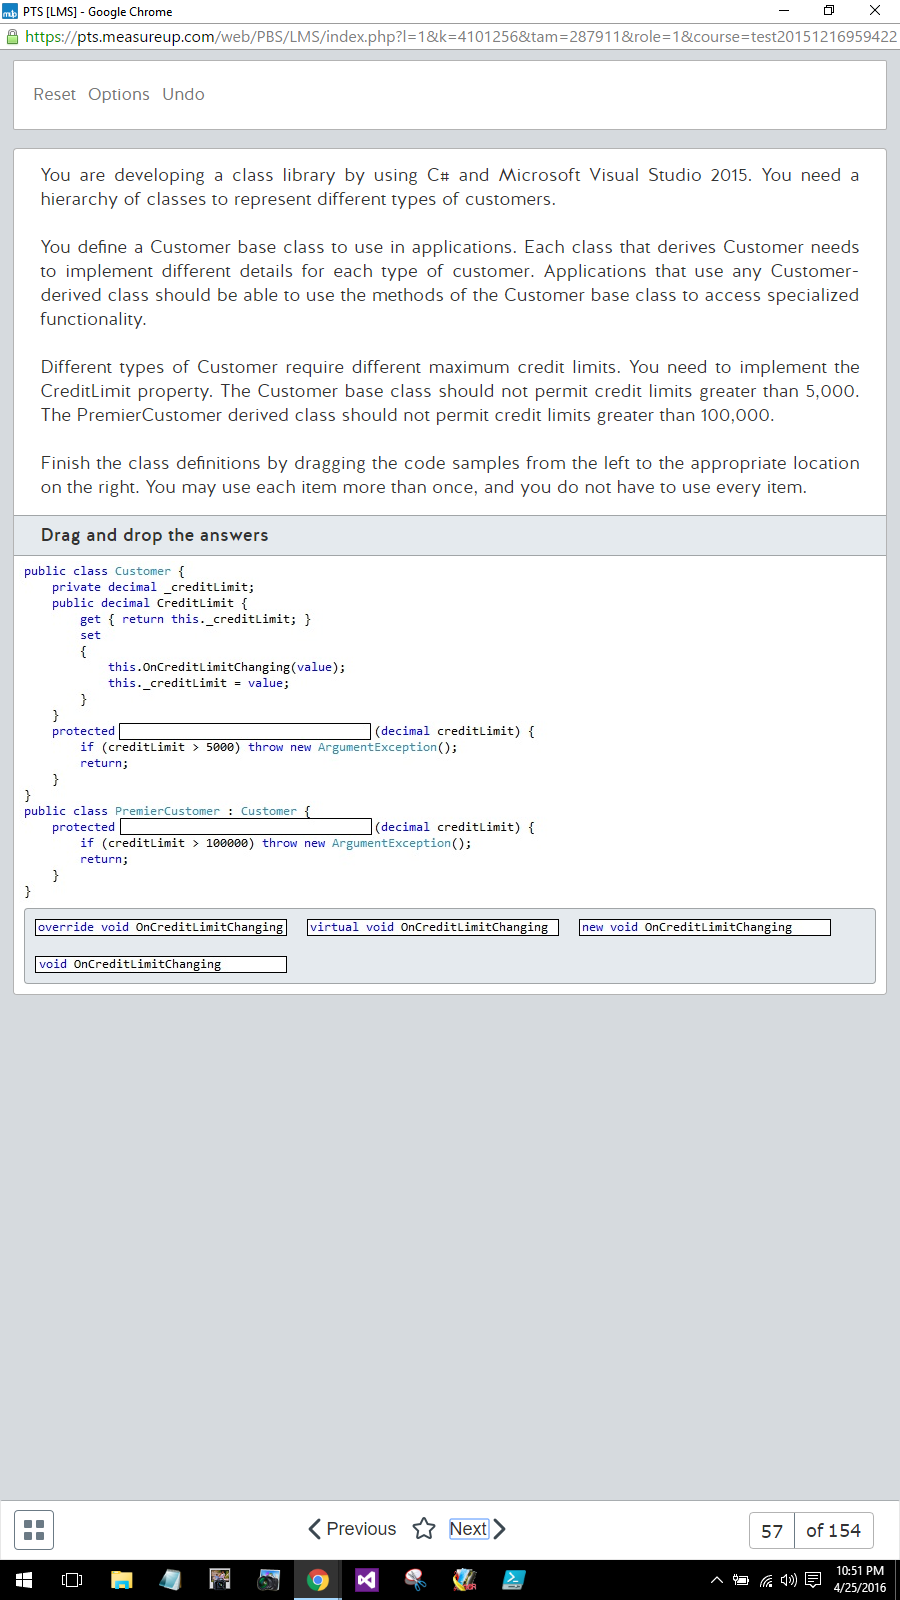 PTS [LMS] - Google Chrome
https://pts.measureup.com/web/PBS/LMS/index.php?l=1&k=4101256&tam=287911&role=1&course=test20151216959422
Reset Options Undo
You are developing a class library by using C# and Microsoft Visual Studio 2015. You need a
hierarchy of classes to represent different types of customers.
You define a Customer base class to use in applications. Each class that derives Customer needs
to implement different details for each type of customer. Applications that use any Customer-
derived class should be able to use the methods of the Customer base class to access specialized
functionality.
Different types of Customer require different maximum credit limits. You need to implement the
CreditLimit property. The Customer base class should not permit credit limits greater than 5,000.
The PremierCustomer derived class should not permit credit limits greater than 100,000.
Finish the class definitions by dragging the code samples from the left to the appropriate location
on the right. You may use each item more than once, and you do not have to use every item.
Drag and drop the answers
public class Customer {
private decimal _creditLimit;
public decimal CreditLimit {
get { return this._creditLimit; }
set
{
this.OnCreditLimitChanging(value);
this._creditLimit = value;
}
}
protected (decimal creditLimit) {
if (creditLimit > 5000) throw new ArgumentException();
return;
}
}
public class PremierCustomer : Customer {
protected (decimal creditLimit) {
if (creditLimit > 100000) throw new ArgumentException();
return;
}
}
override void OnCreditLimitChanging virtual void OnCreditLimitChanging new void OnCreditLimitChanging
void OnCreditLimitChanging
Previous Next 57 of 154
10:51 PM
4/25/2016